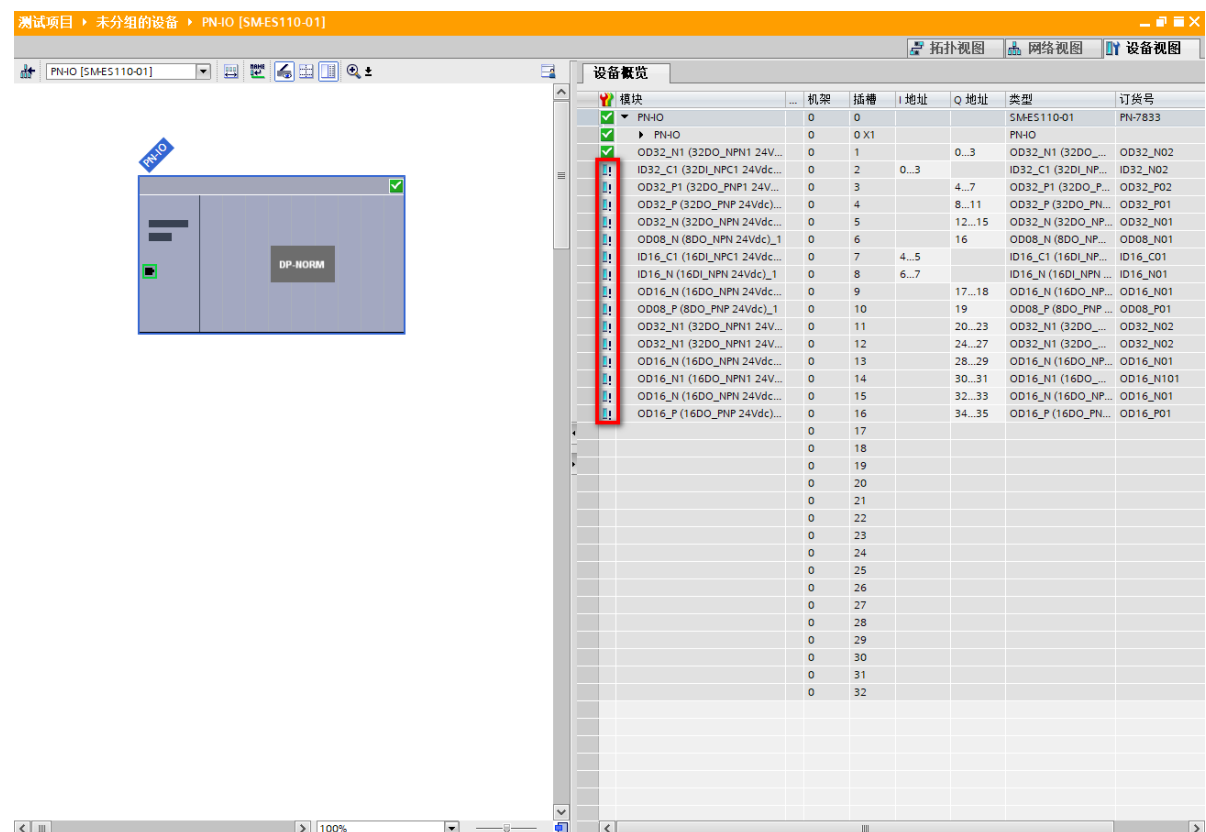 测试项目 ▸ 未分组的设备 ▸ PN-IO [SM-ES110-01]
拓扑视图 网络视图 设备视图
PN-IO [SM-ES110-01]
设备概览
模块 ... 机架 插槽 I 地址 Q 地址 类型 订货号
PN-IO 0 0 SM-ES110-01 PN-7833
PN-IO 0 0 X1 PN-IO
OD32_N1 (32DO_NPN1 24V... 0 1 0...3 OD32_N1 (32DO_... OD32_N02
ID32_C1 (32DI_NPC1 24Vdc... 0 2 0...3 ID32_C1 (32DI_NP... ID32_N02
OD32_P1 (32DO_PNP1 24V... 0 3 4...7 OD32_P1 (32DO_P... OD32_P02
OD32_P (32DO_PNP 24Vdc)... 0 4 8...11 OD32_P (32DO_PN... OD32_P01
OD32_N (32DO_NPN 24Vdc... 0 5 12...15 OD32_N (32DO_NP... OD32_N01
OD08_N (8DO_NPN 24Vdc)_1 0 6 16 OD08_N (8DO_NP... OD08_N01
ID16_C1 (16DI_NPC1 24Vdc... 0 7 4...5 ID16_C1 (16DI_NP... ID16_C01
ID16_N (16DI_NPN 24Vdc)_1 0 8 6...7 ID16_N (16DI_NPN ... ID16_N01
OD16_N (16DO_NPN 24Vdc... 0 9 17...18 OD16_N (16DO_NP... OD16_N01
OD08_P (8DO_PNP 24Vdc)_1 0 10 19 OD08_P (8DO_PNP ... OD08_P01
OD32_N1 (32DO_NPN1 24V... 0 11 20...23 OD32_N1 (32DO_... OD32_N02
OD32_N1 (32DO_NPN1 24V... 0 12 24...27 OD32_N1 (32DO_... OD32_N02
OD16_N (16DO_NPN 24Vdc... 0 13 28...29 OD16_N (16DO_NP... OD16_N01
OD16_N1 (16DO_NPN1 24V... 0 14 30...31 OD16_N1 (16DO_... OD16_N101
OD16_N (16DO_NPN 24Vdc... 0 15 32...33 OD16_N (16DO_NP... OD16_N01
OD16_P (16DO_PNP 24Vdc)... 0 16 34...35 OD16_P (16DO_PN... OD16_P01
0 17
0 18
0 19
0 20
0 21
0 22
0 23
0 24
0 25
0 26
0 27
0 28
0 29
0 30
0 31
0 32
PN-IO
DP-NORM
100%